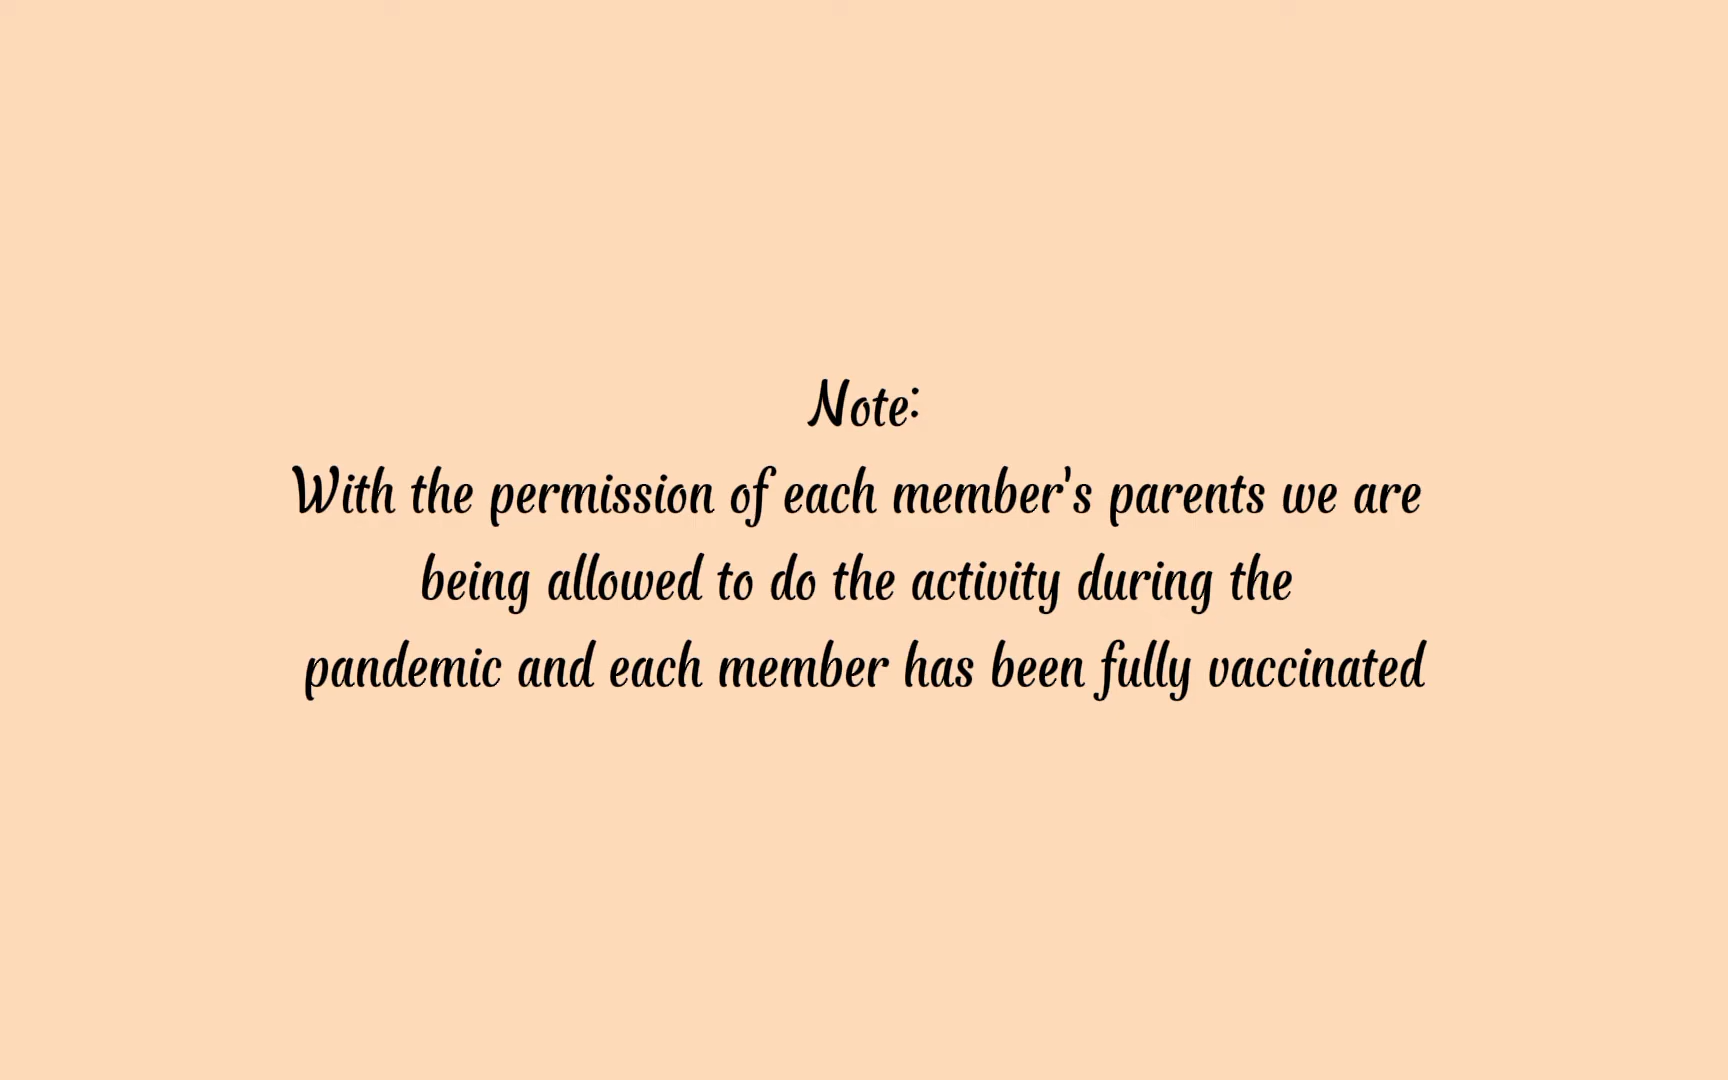 Note:
With the permission of each member's parents we are
being allowed to do the activity during the
pandemic and each member has been fully vaccinated